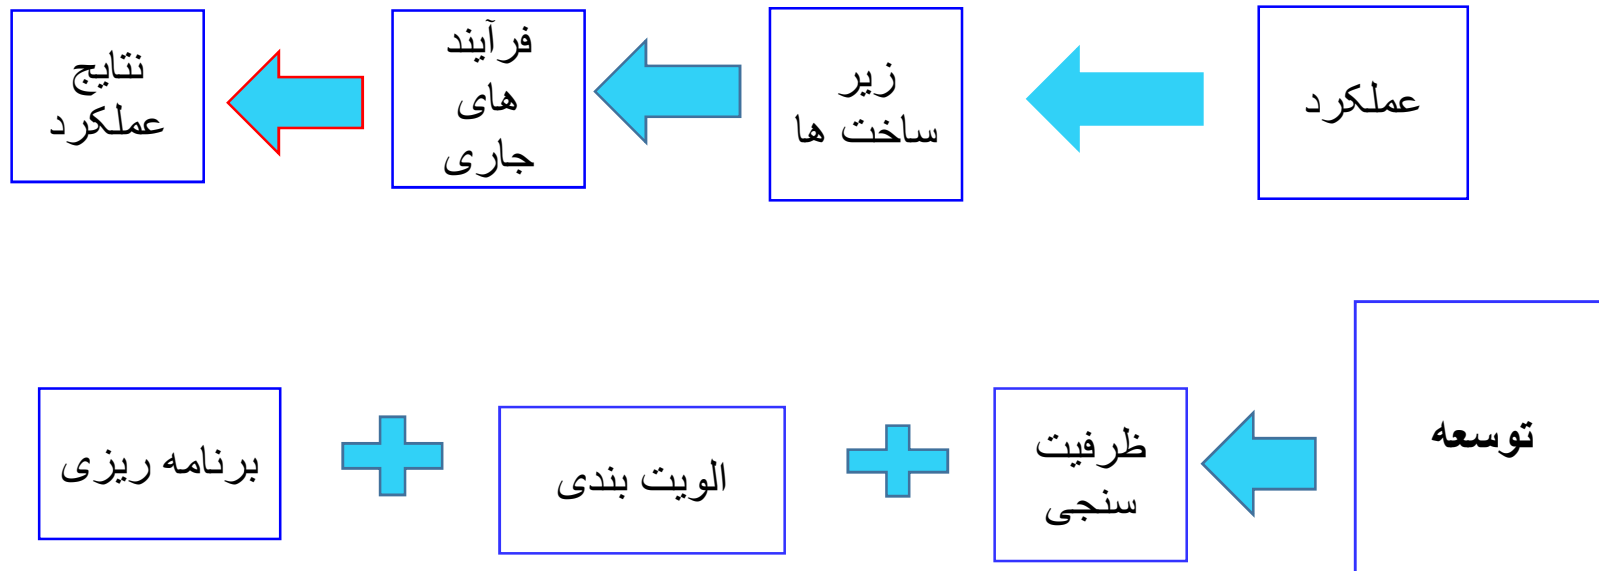 عملکرد
زیر
ساخت ها
فرآیند
های
جاری
نتایج
عملکرد
توسعه
ظرفیت
سنجی
الویت بندی
برنامه ریزی